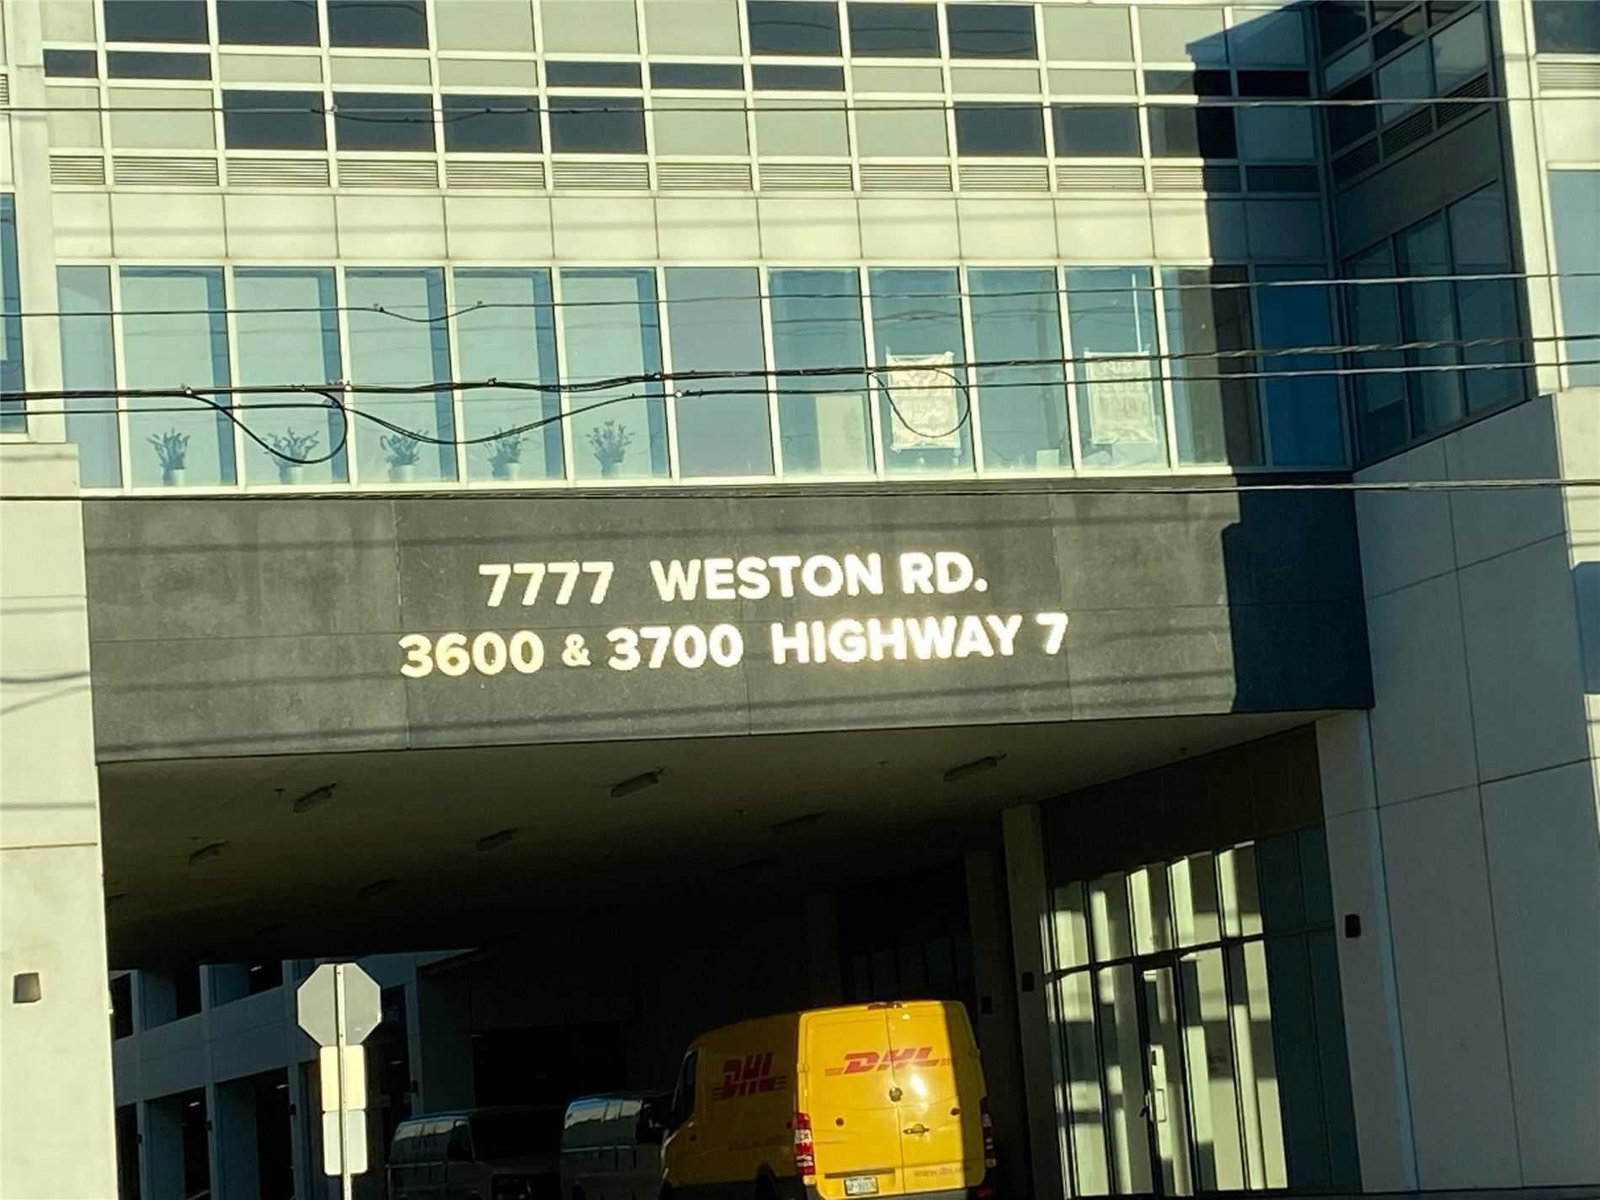 7777 WESTON RD.
3600 & 3700 HIGHWAY 7
DHL
DHL